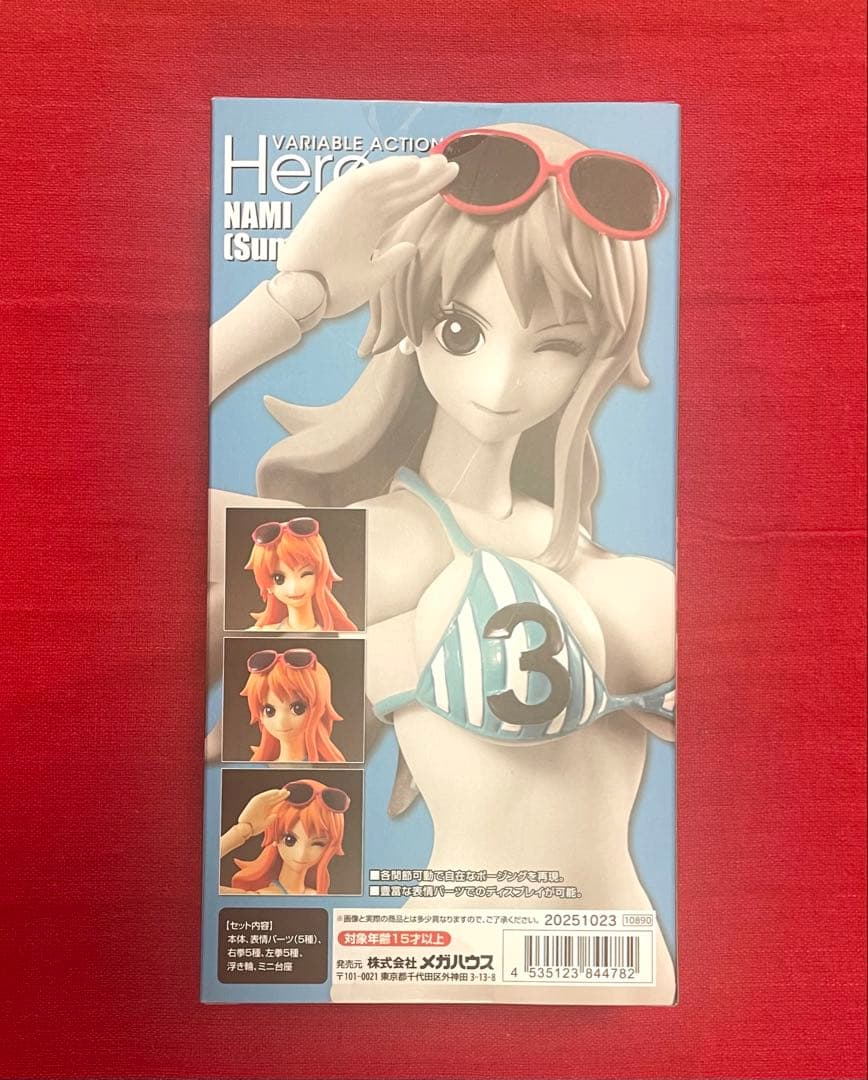 VARIABLE ACTION
Hero
NAMI
(Sum
3
■各関節可動で自在なポージングを再現。
■豊富な表情パーツでのディスプレイが可能。
【セット内容】
本体、表情パーツ(5種)、
右拳5種、左拳5種、
浮き輪、ミニ台座
※画像と実際の商品とは多少異なりますので、ご了承ください。 20251023 10890
対象年齢15才以上
発売元 株式会社 メガハウス
〒101-0021 東京都千代田区外神田 3-13-8
4 535123 844782